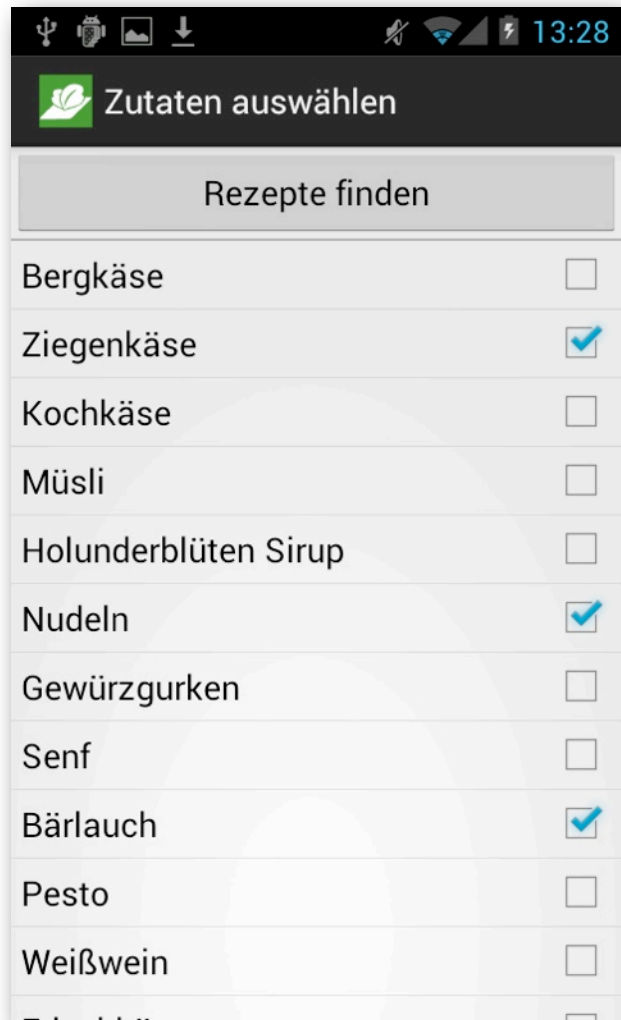 13:28
Zutaten auswählen
Rezepte finden
Bergkäse
Ziegenkäse
Kochkäse
Müsli
Holunderblüten Sirup
Nudeln
Gewürzgurken
Senf
Bärlauch
Pesto
Weißwein